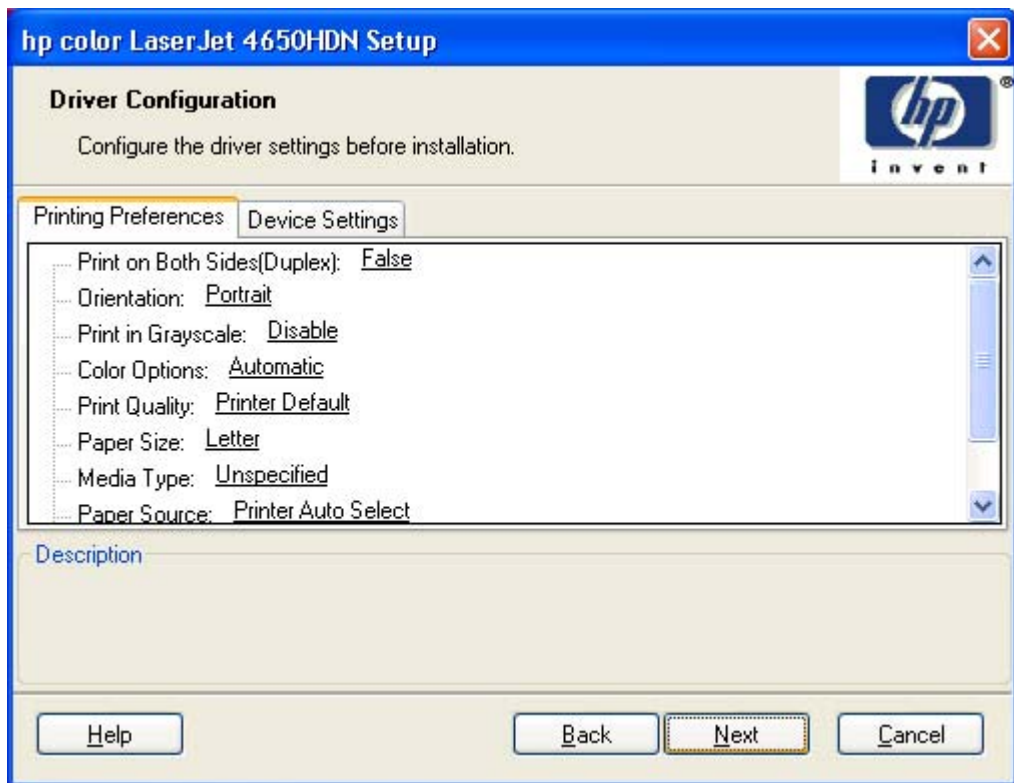 hp color LaserJet 4650HDN Setup
Driver Configuration
Configure the driver settings before installation.
hp ®
invent
Printing Preferences Device Settings
Print on Both Sides(Duplex): False
Orientation: Portrait
Print in Grayscale: Disable
Color Options: Automatic
Print Quality: Printer Default
Paper Size: Letter
Media Type: Unspecified
Paper Source: Printer Auto Select
Description
Help Back Next Cancel